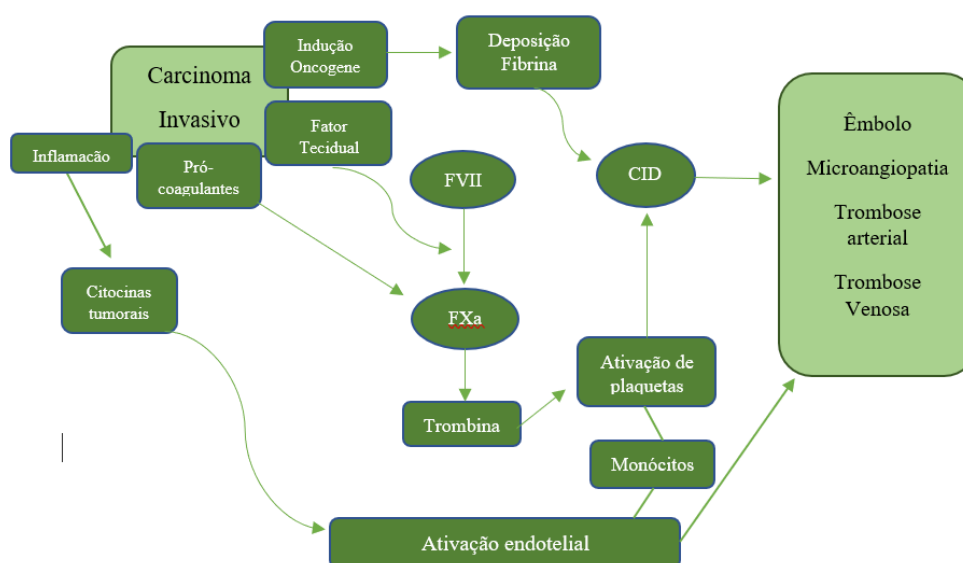 Indução
Oncogene
Deposição
Fibrina
Carcinoma
Invasivo
Fator
Tecidual
Inflamacão
Pró-
coagulantes
FVII
CID
Êmbolo
Microangiopatia
Trombose
arterial
Trombose
Venosa
Citocinas
tumorais
FXa
Ativação de
plaquetas
Trombina
Monócitos
Ativação endotelial